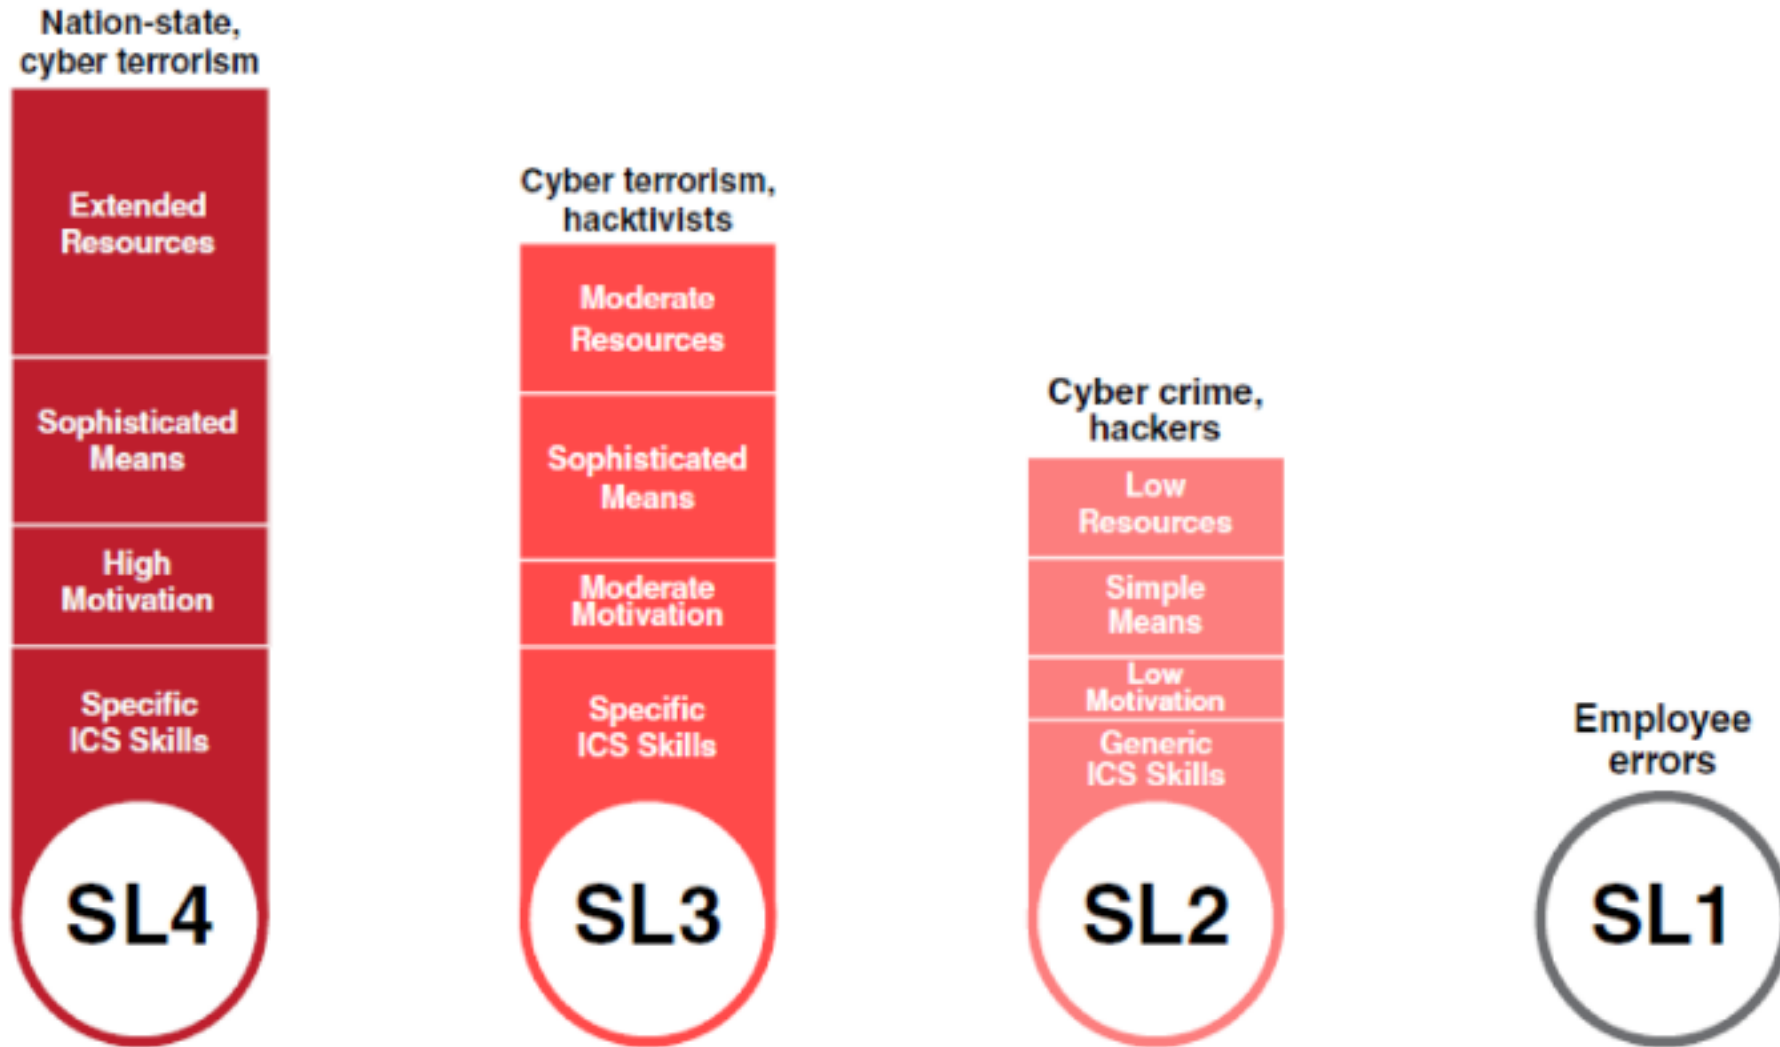 Nation-state,
cyber terrorism
Extended
Resources
Sophisticated
Means
High
Motivation
Specific
ICS Skills
SL4
Cyber terrorism,
hacktivists
Moderate
Resources
Sophisticated
Means
Moderate
Motivation
Specific
ICS Skills
SL3
Cyber crime,
hackers
Low
Resources
Simple
Means
Low
Motivation
Generic
ICS Skills
SL2
Employee
errors
SL1